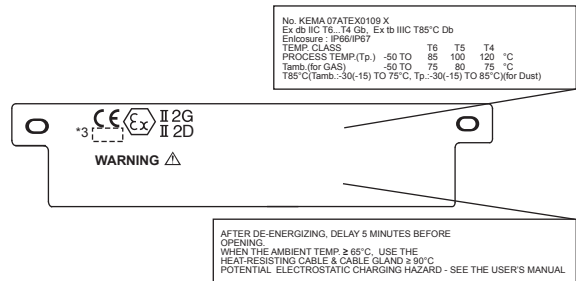 No. KEMA 07ATEX0109 X
Ex db IIC T6...T4 Gb, Ex tb IIIC T85°C Db
Enlcosure : IP66/IP67
TEMP. CLASS T6 T5 T4
PROCESS TEMP.(Tp.) -50 TO 85 100 120 °C
Tamb.(for GAS) -50 TO 75 80 75 °C
T85°C(Tamb.:-30(-15) TO 75°C, Tp.:-30(-15) TO 85°C)(for Dust)
CE Ex II 2G
*3 II 2D
WARNING ⚠
AFTER DE-ENERGIZING, DELAY 5 MINUTES BEFORE
OPENING.
WHEN THE AMBIENT TEMP. ≥ 65°C, USE THE
HEAT-RESISTING CABLE & CABLE GLAND ≥ 90°C
POTENTIAL ELECTROSTATIC CHARGING HAZARD - SEE THE USER'S MANUAL